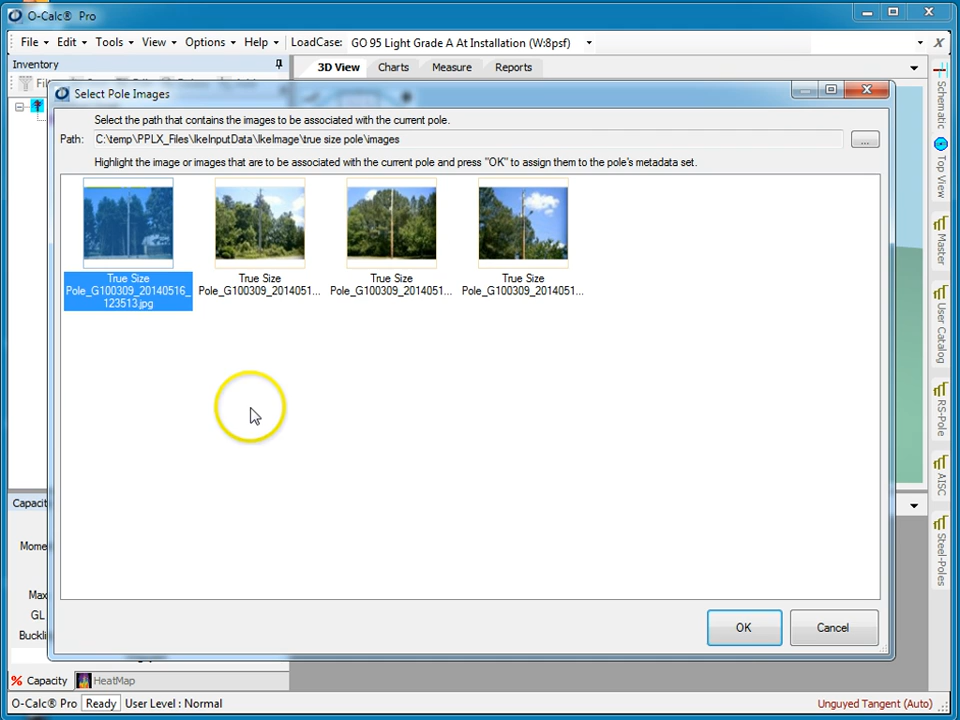 O-Calc® Pro
File Edit Tools View Options Help LoadCase: GO 95 Light Grade A At Installation (W:8psf)
Inventory
3D View Charts Measure Reports
Select Pole Images
Select the path that contains the images to be associated with the current pole.
Path: C:\temp\PPLX_Files\IkeInputData\IkeImage\true size pole\images
...
Highlight the image or images that are to be associated with the current pole and press "OK" to assign them to the pole's metadata set.
True Size
Pole_G100309_20140516_
123513.jpg
True Size
Pole_G100309_2014051...
True Size
Pole_G100309_2014051...
True Size
Pole_G100309_2014051...
OK Cancel
Schematic
Top View
Master
User Catalog
RS-Pole
AISC
Steel-Poles
Capacit
Mome
Max
GL
Bucklin
Capacity HeatMap
O-Calc® Pro Ready User Level : Normal Unguyed Tangent (Auto)